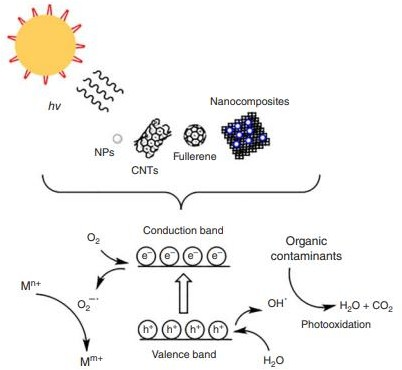 hν
Nanocomposites
NPs
CNTs
Fullerene
O₂
Conduction band
e⁻ e⁻ e⁻ e⁻
Organic
contaminants
Mⁿ⁺
O₂⁻·
OH·
H₂O + CO₂
h⁺ h⁺ h⁺ h⁺
Photooxidation
Valence band
Mᵐ⁺
H₂O